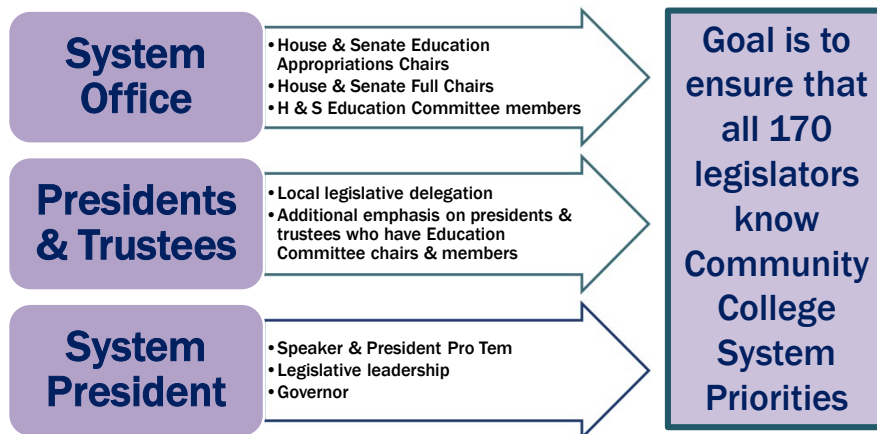 System
Office
• House & Senate Education
Appropriations Chairs
• House & Senate Full Chairs
• H & S Education Committee members
Presidents
& Trustees
• Local legislative delegation
• Additional emphasis on presidents &
trustees who have Education
Committee chairs & members
System
President
• Speaker & President Pro Tem
• Legislative leadership
• Governor
Goal is to
ensure that
all 170
legislators
know
Community
College
System
Priorities